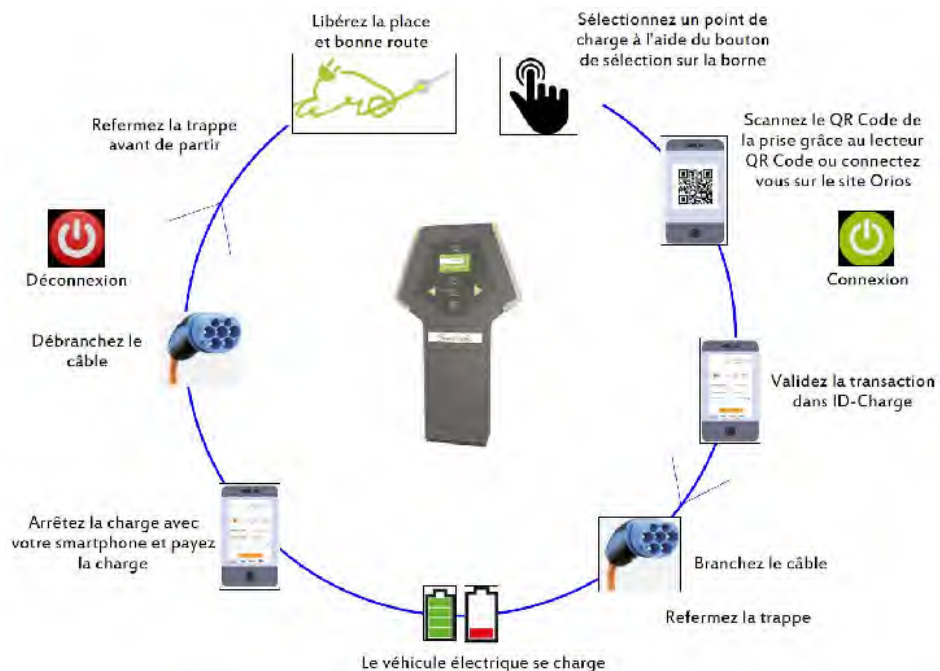 Libérez la place
et bonne route
Sélectionnez un point de
charge à l'aide du bouton
de sélection sur la borne
Scannez le QR Code de
la prise grâce au lecteur
QR Code ou connectez
vous sur le site Orios
Connexion
Validez la transaction
dans ID-Charge
Branchez le câble
Refermez la trappe
Le véhicule électrique se charge
Arrêtez la charge avec
votre smartphone et payez
la charge
Débranchez le
câble
Déconnexion
Refermez la trappe
avant de partir